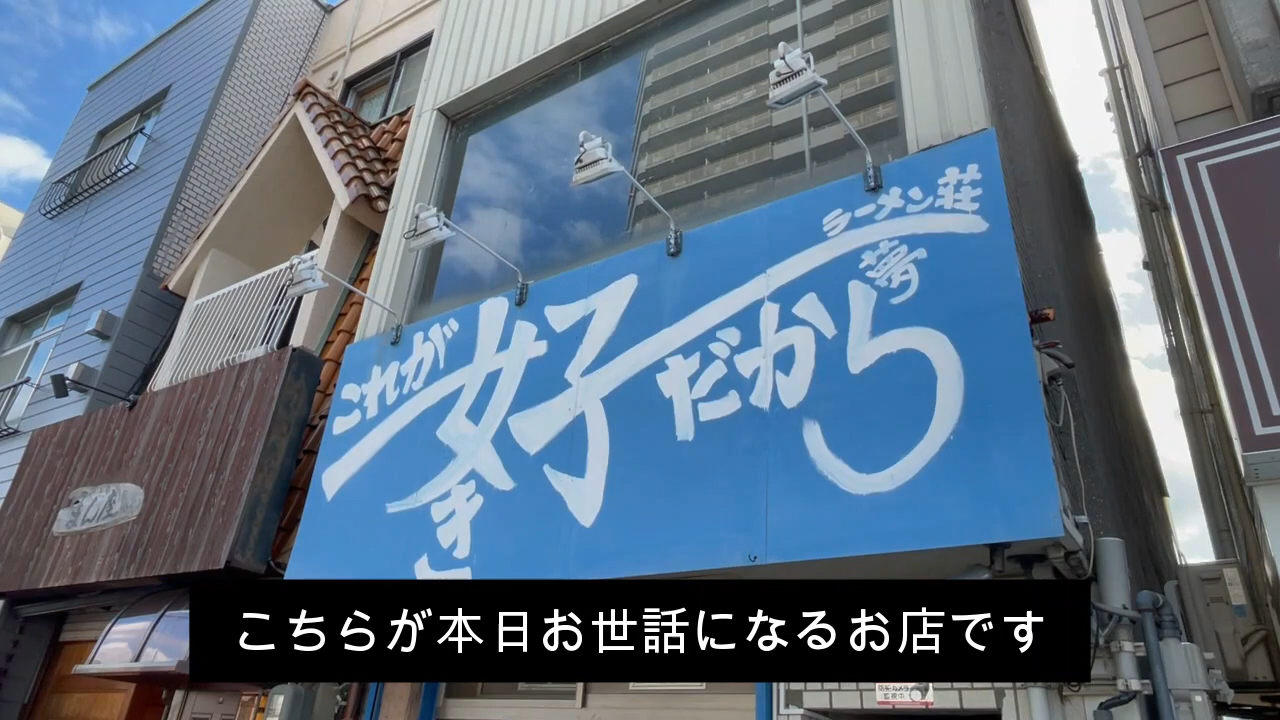 ラーメン荘
夢
これが
好き
だから
こちらが本日お世話になるお店です